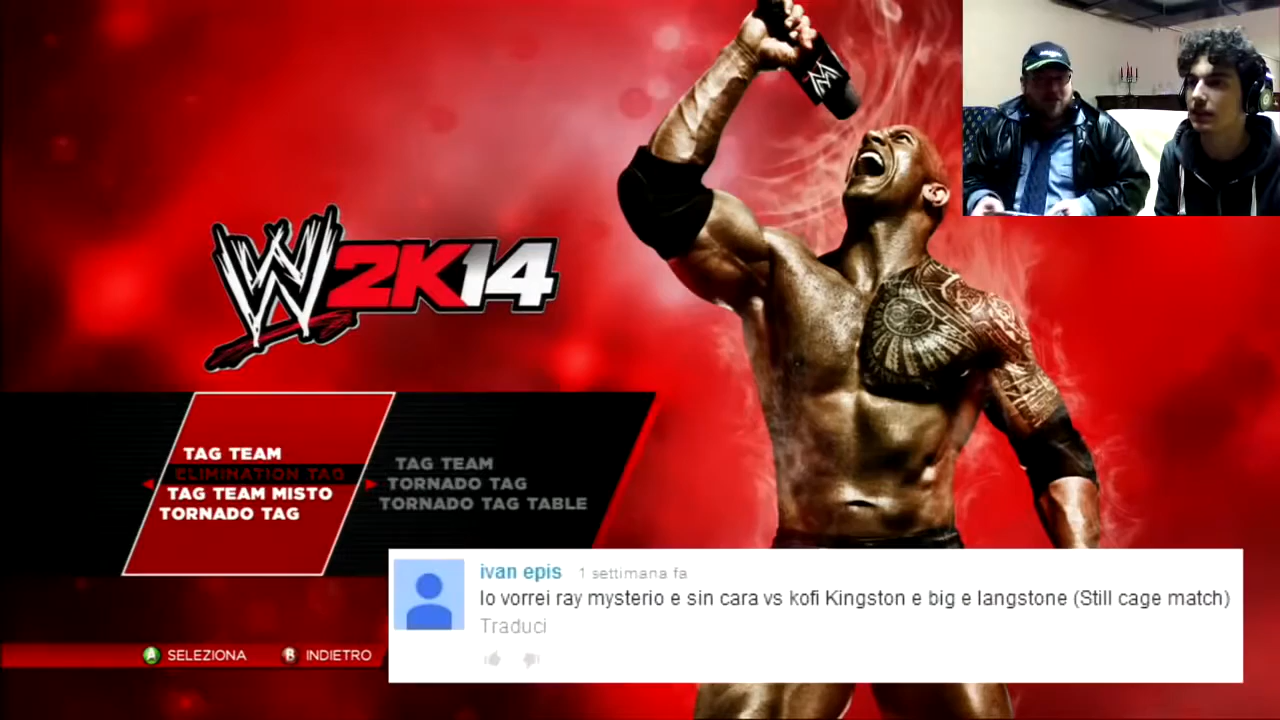 W 2K14
TAG TEAM
ELIMINATION TAG
TAG TEAM MISTO
TORNADO TAG
TAG TEAM
TORNADO TAG
TORNADO TAG TABLE
ivan epis 1 settimana fa
Io vorrei ray mysterio e sin cara vs kofi Kingston e big e langstone (Still cage match)
Traduci
A SELEZIONA B INDIETRO